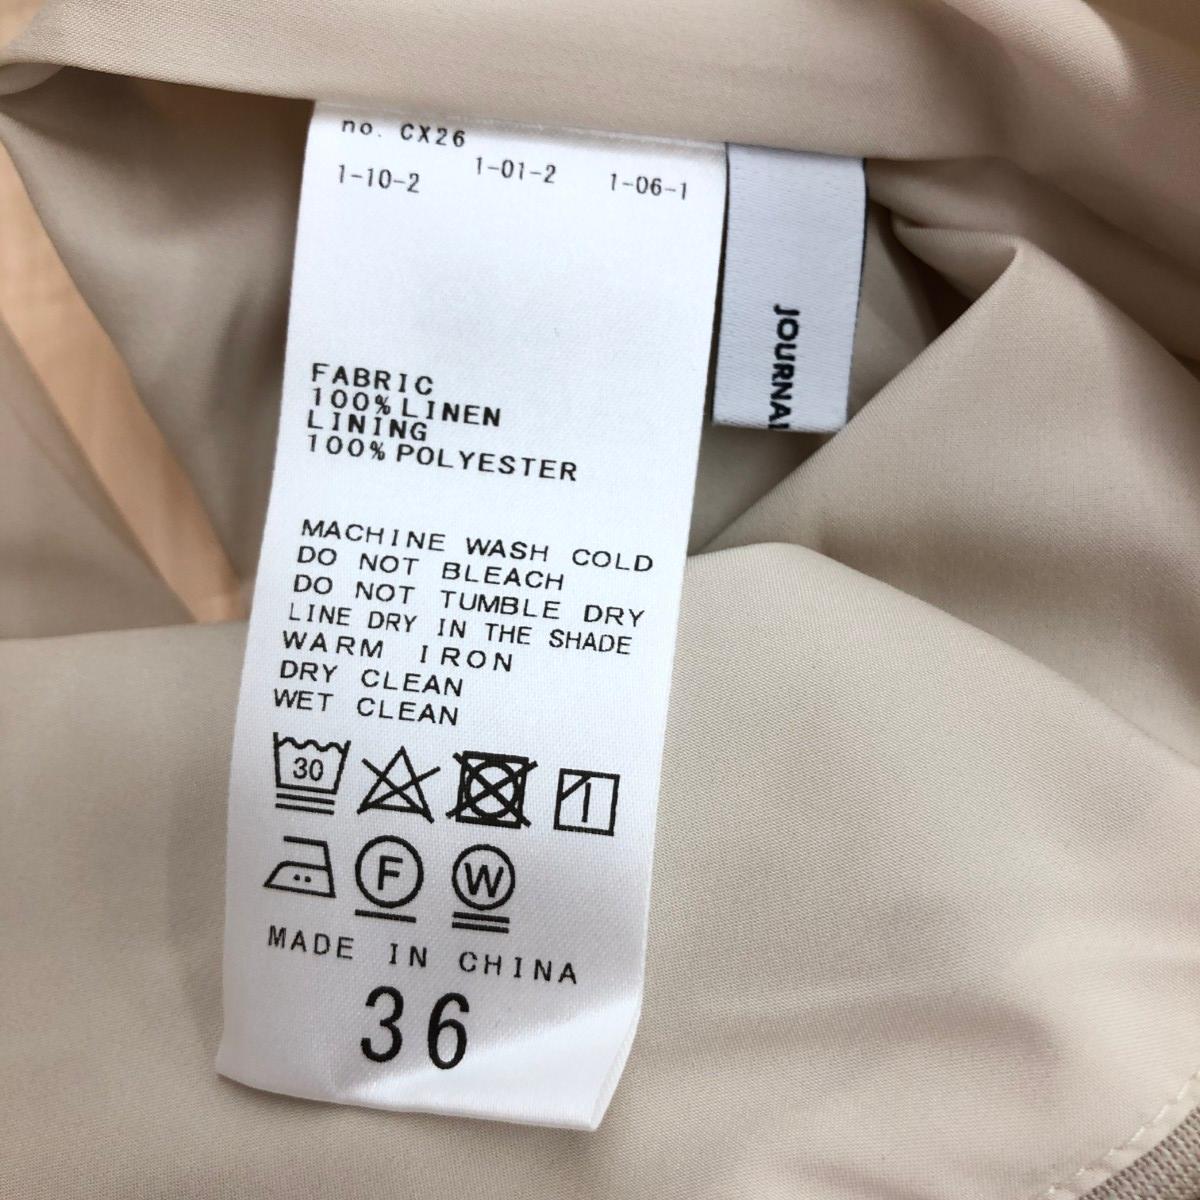 no. CX26
1-10-2 1-01-2 1-06-1
FABRIC
100% LINEN
LINING
100% POLYESTER
MACHINE WASH COLD
DO NOT BLEACH
DO NOT TUMBLE DRY
LINE DRY IN THE SHADE
WARM IRON
DRY CLEAN
WET CLEAN
30
F W
MADE IN CHINA
36
JOURNAL